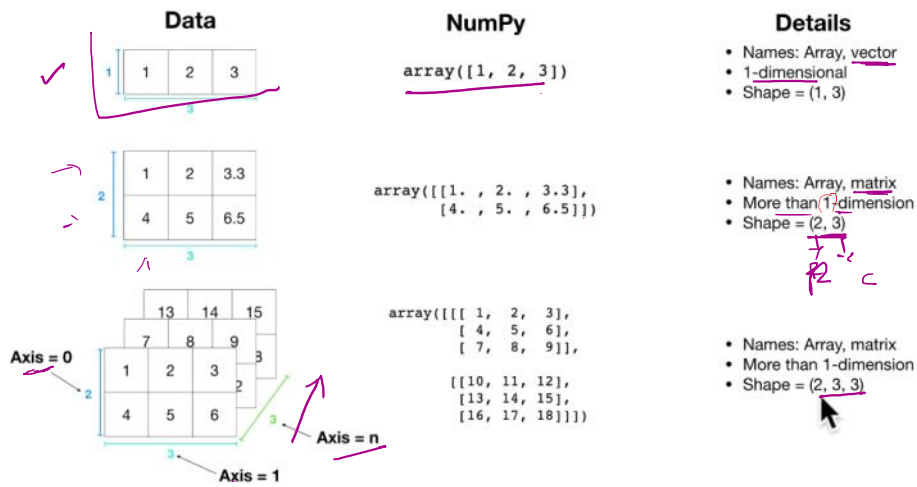 Data
NumPy
Details
1
1 2 3
3
array([1, 2, 3])
• Names: Array, vector
• 1-dimensional
• Shape = (1, 3)
2
1 2 3.3
4 5 6.5
3
array([[1. , 2. , 3.3],
[4. , 5. , 6.5]])
• Names: Array, matrix
• More than 1-dimension
• Shape = (2, 3)
C
13 14 15
7 8 9
3
2
Axis = 0
2
1 2 3
4 5 6
3
3
Axis = n
Axis = 1
array([[[ 1, 2, 3],
[ 4, 5, 6],
[ 7, 8, 9]],
[[10, 11, 12],
[13, 14, 15],
[16, 17, 18]]])
• Names: Array, matrix
• More than 1-dimension
• Shape = (2, 3, 3)